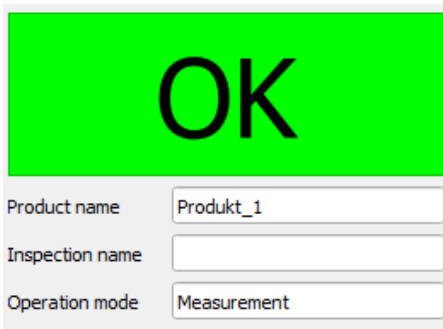 OK
Product name Produkt_1
Inspection name
Operation mode Measurement